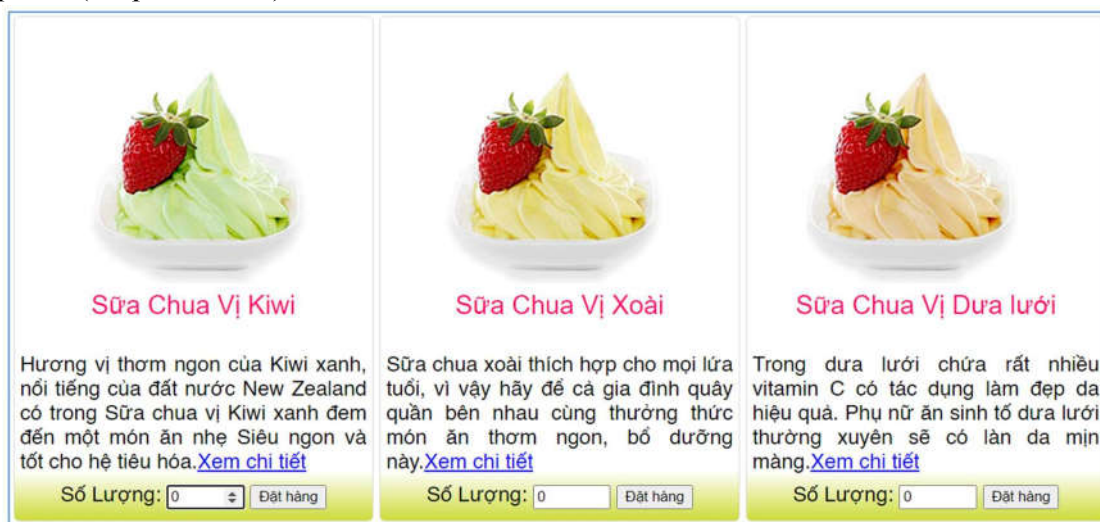 Sữa Chua Vị Kiwi
Hương vị thơm ngon của Kiwi xanh,
nổi tiếng của đất nước New Zealand
có trong Sữa chua vị Kiwi xanh đem
đến một món ăn nhẹ Siêu ngon và
tốt cho hệ tiêu hóa.Xem chi tiết
Số Lượng: 0 Đặt hàng
Sữa Chua Vị Xoài
Sữa chua xoài thích hợp cho mọi lứa
tuổi, vì vậy hãy để cả gia đình quây
quần bên nhau cùng thưởng thức
món ăn thơm ngon, bổ dưỡng
này.Xem chi tiết
Số Lượng: 0 Đặt hàng
Sữa Chua Vị Dưa lưới
Trong dưa lưới chứa rất nhiều
vitamin C có tác dụng làm đẹp da
hiệu quả. Phụ nữ ăn sinh tố dưa lưới
thường xuyên sẽ có làn da mịn
màng.Xem chi tiết
Số Lượng: 0 Đặt hàng